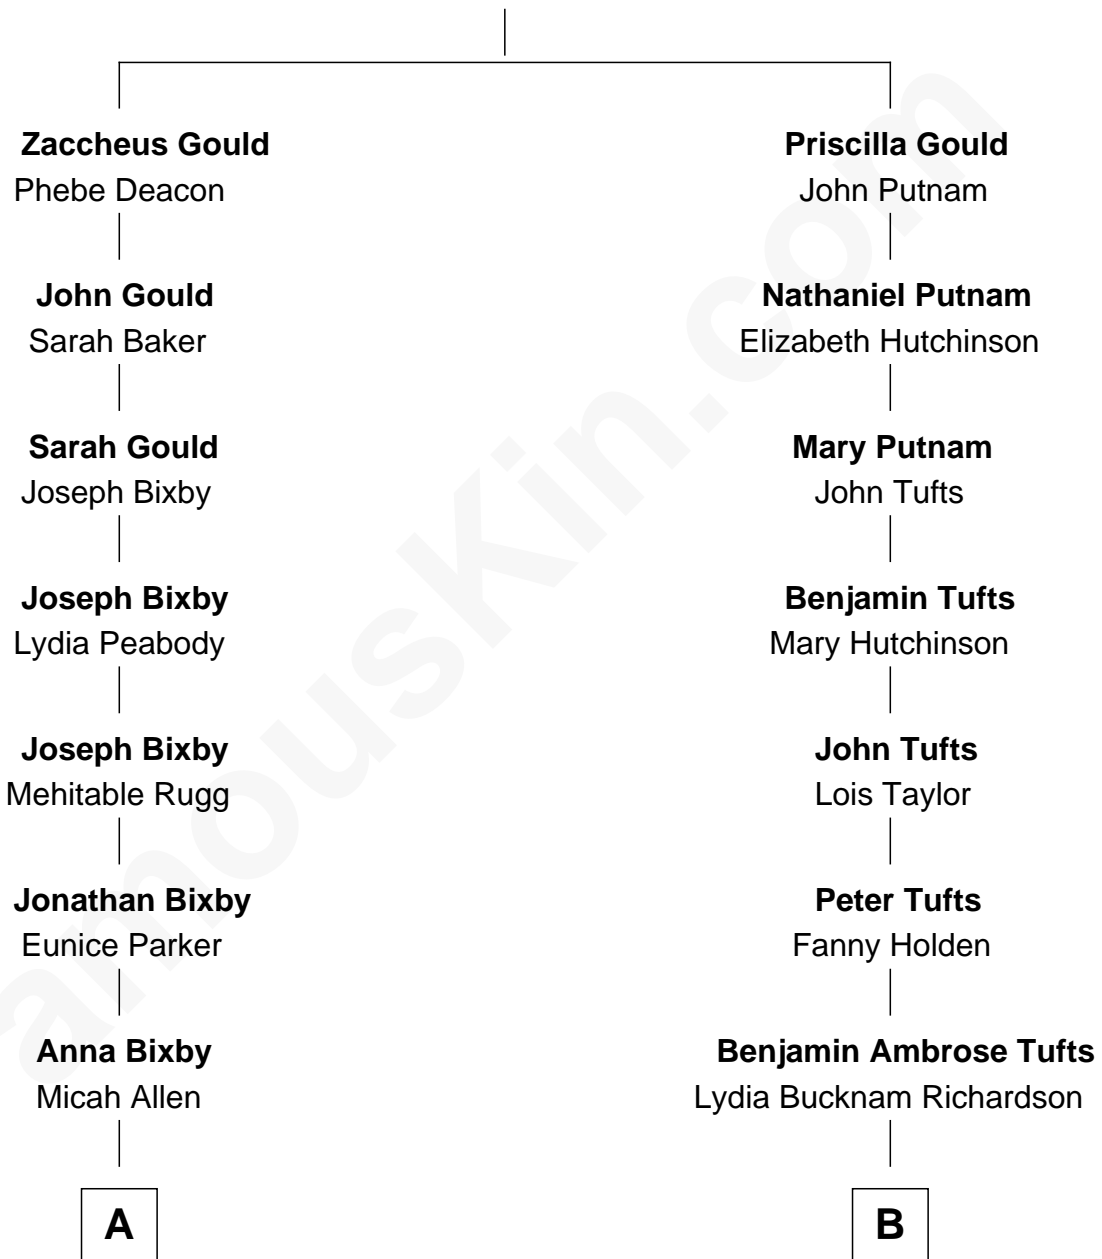 Zaccheus Gould
Phebe Deacon
John Gould
Sarah Baker
Sarah Gould
Joseph Bixby
Joseph Bixby
Lydia Peabody
Joseph Bixby
Mehitable Rugg
Jonathan Bixby
Eunice Parker
Anna Bixby
Micah Allen
A
Priscilla Gould
John Putnam
Nathaniel Putnam
Elizabeth Hutchinson
Mary Putnam
John Tufts
Benjamin Tufts
Mary Hutchinson
John Tufts
Lois Taylor
Peter Tufts
Fanny Holden
Benjamin Ambrose Tufts
Lydia Bucknam Richardson
B
amousKin.com